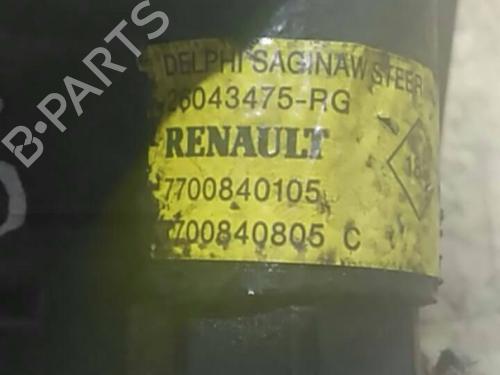 B-PARTS
DELPHI SAGINAW STEER
26043475-RG
RENAULT
7700840105
7700840805 C